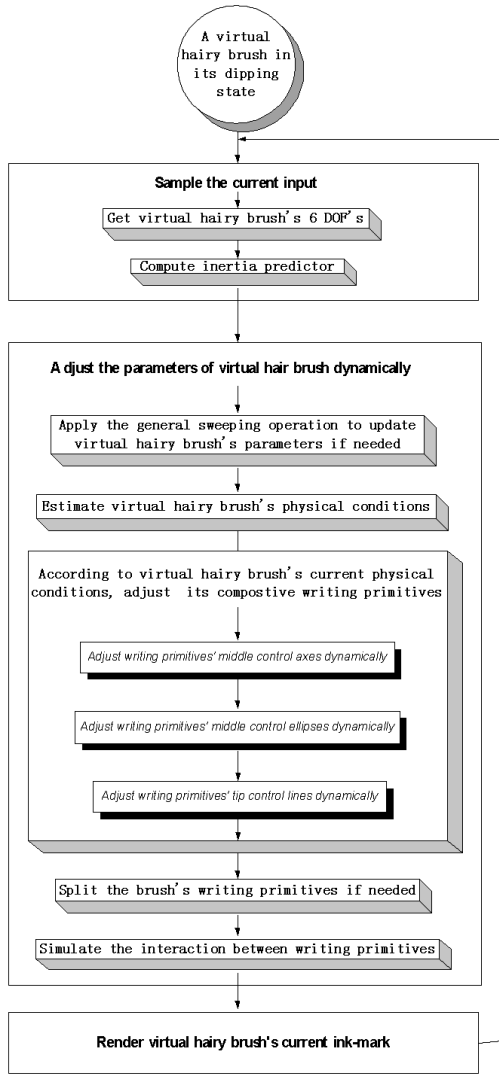 A virtual
hairy brush in
its dipping
state
Sample the current input
Get virtual hairy brush's 6 DOF's
Compute inertia predictor
A djust the parameters of virtual hair brush dynamically
Apply the general sweeping operation to update
virtual hairy brush's parameters if needed
Estimate virtual hairy brush's physical conditions
According to virtual hairy brush's current physical
conditions, adjust its compostive writing primitives
Adjust writing primitives' middle control axes dynamically
Adjust writing primitives' middle control ellipses dynamically
Adjust writing primitives' tip control lines dynamically
Split the brush's writing primitives if needed
Simulate the interaction between writing primitives
Render virtual hairy brush's current ink-mark